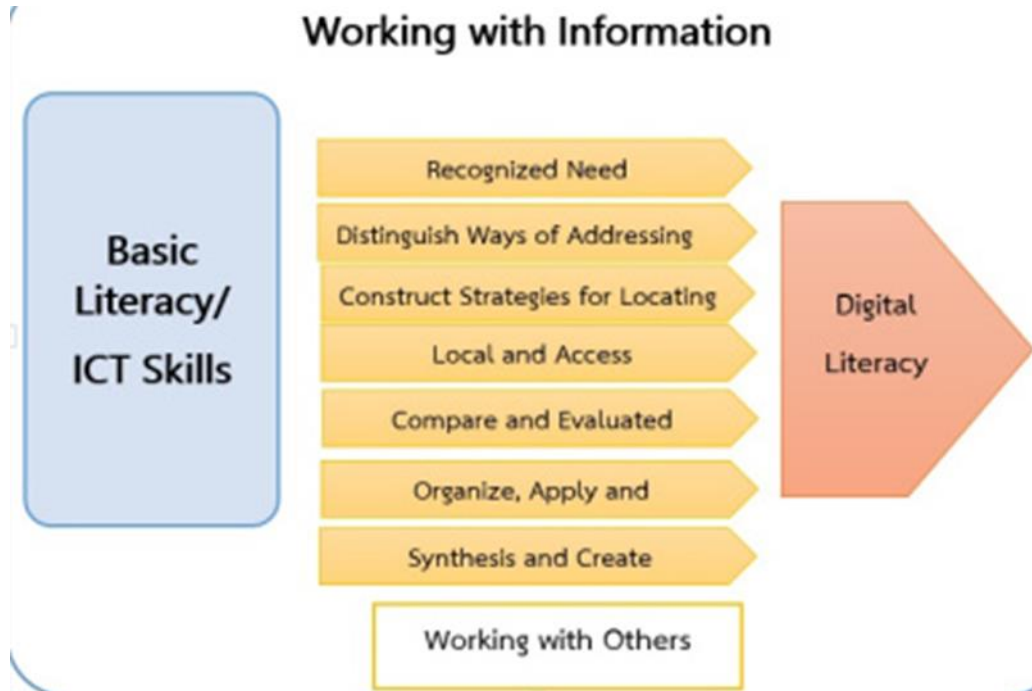 Working with Information
Basic
Literacy/
ICT Skills
Recognized Need
Distinguish Ways of Addressing
Construct Strategies for Locating
Local and Access
Compare and Evaluated
Organize, Apply and
Synthesis and Create
Working with Others
Digital
Literacy